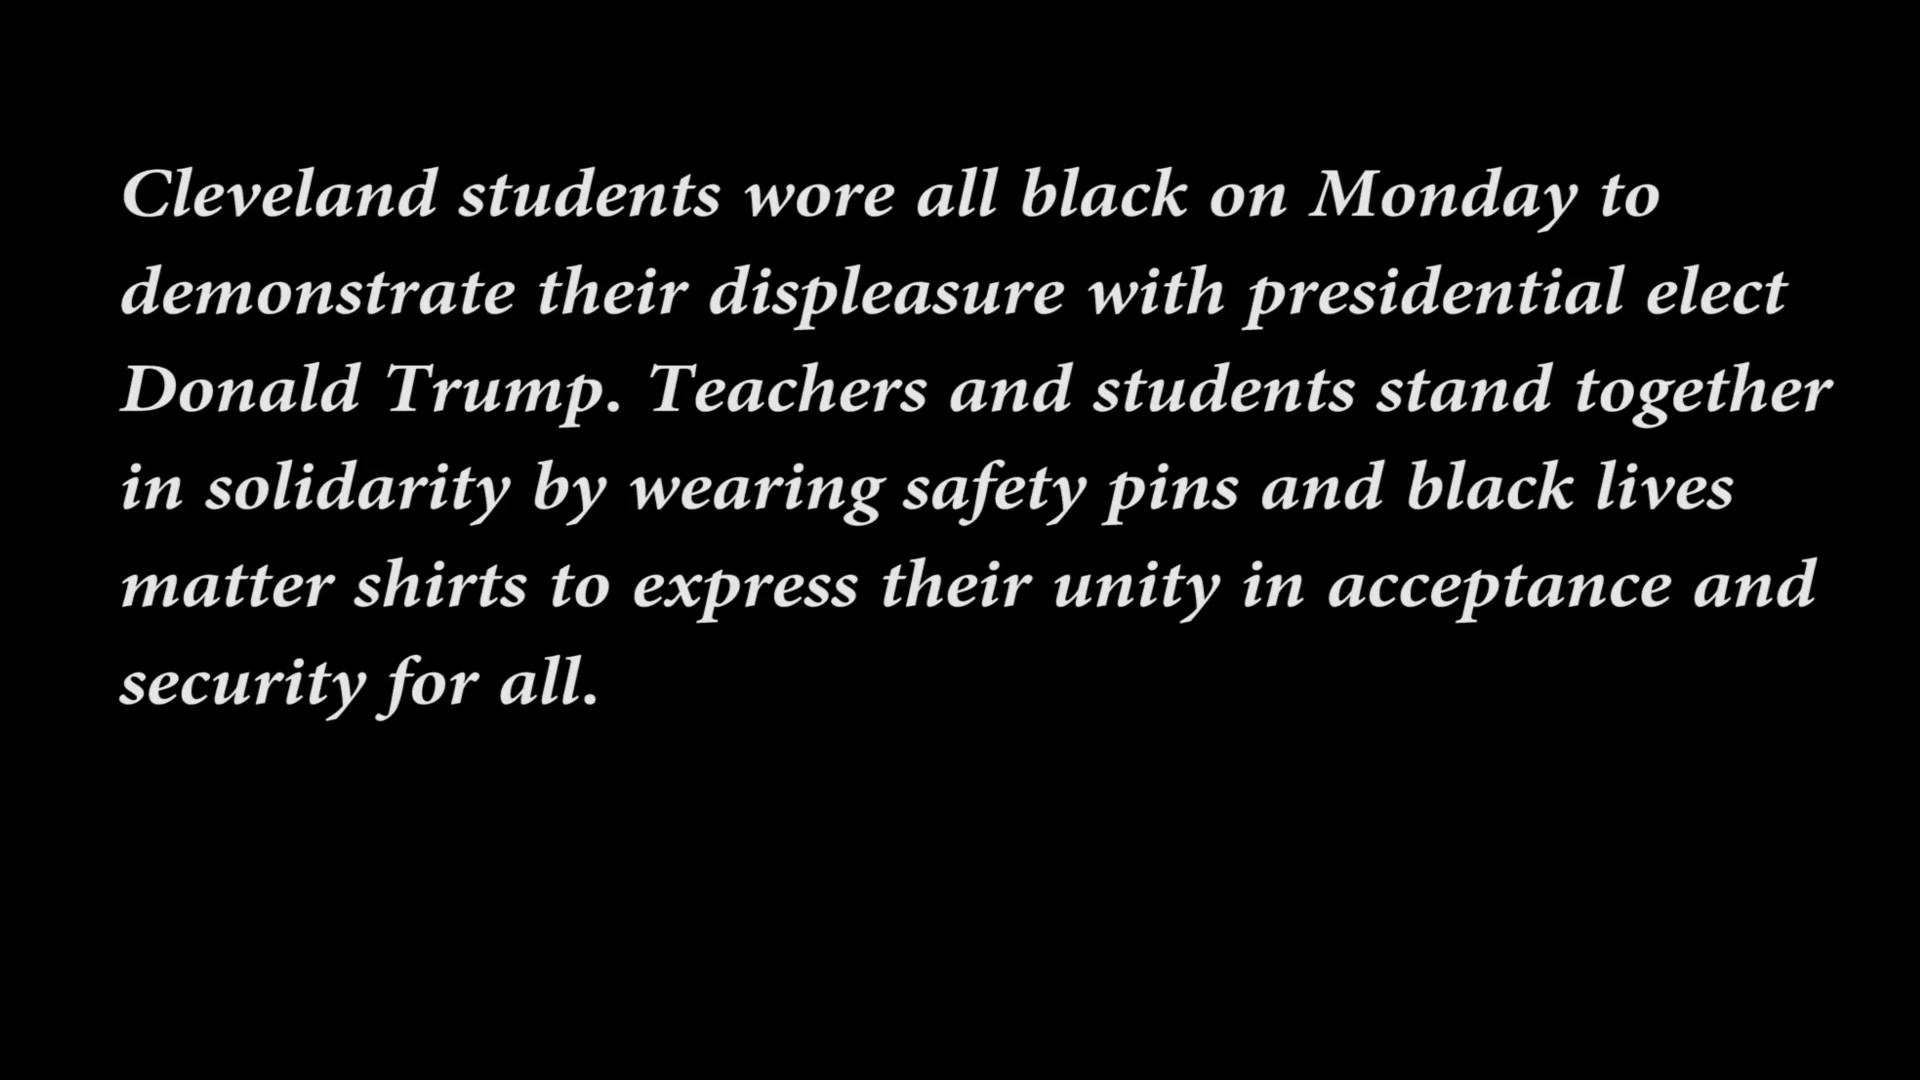 Cleveland students wore all black on Monday to
demonstrate their displeasure with presidential elect
Donald Trump. Teachers and students stand together
in solidarity by wearing safety pins and black lives
matter shirts to express their unity in acceptance and
security for all.